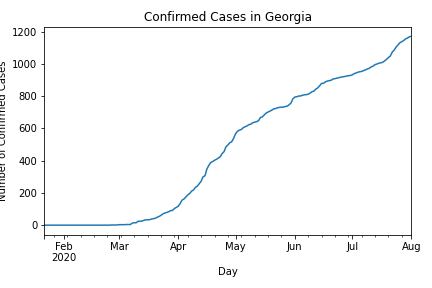 Confirmed Cases in Georgia
1200
1000
800
600
400
200
0
Number of Confirmed Cases
Feb Mar Apr May Jun Jul Aug
2020
Day